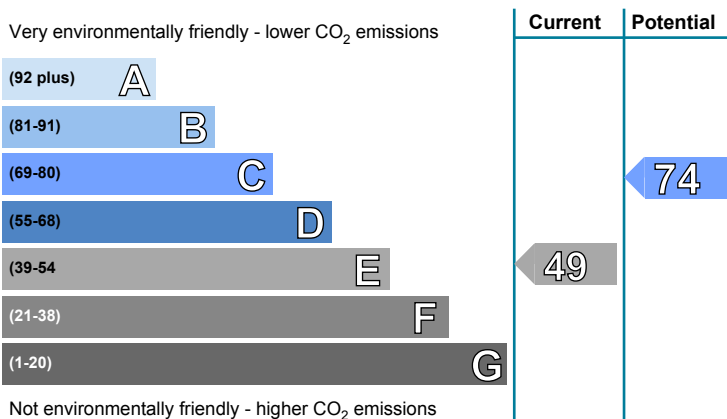 Current Potential
Very environmentally friendly - lower CO2 emissions
(92 plus) A
(81-91) B
(69-80) C
74
(55-68) D
(39-54 E
49
(21-38) F
(1-20) G
Not environmentally friendly - higher CO2 emissions